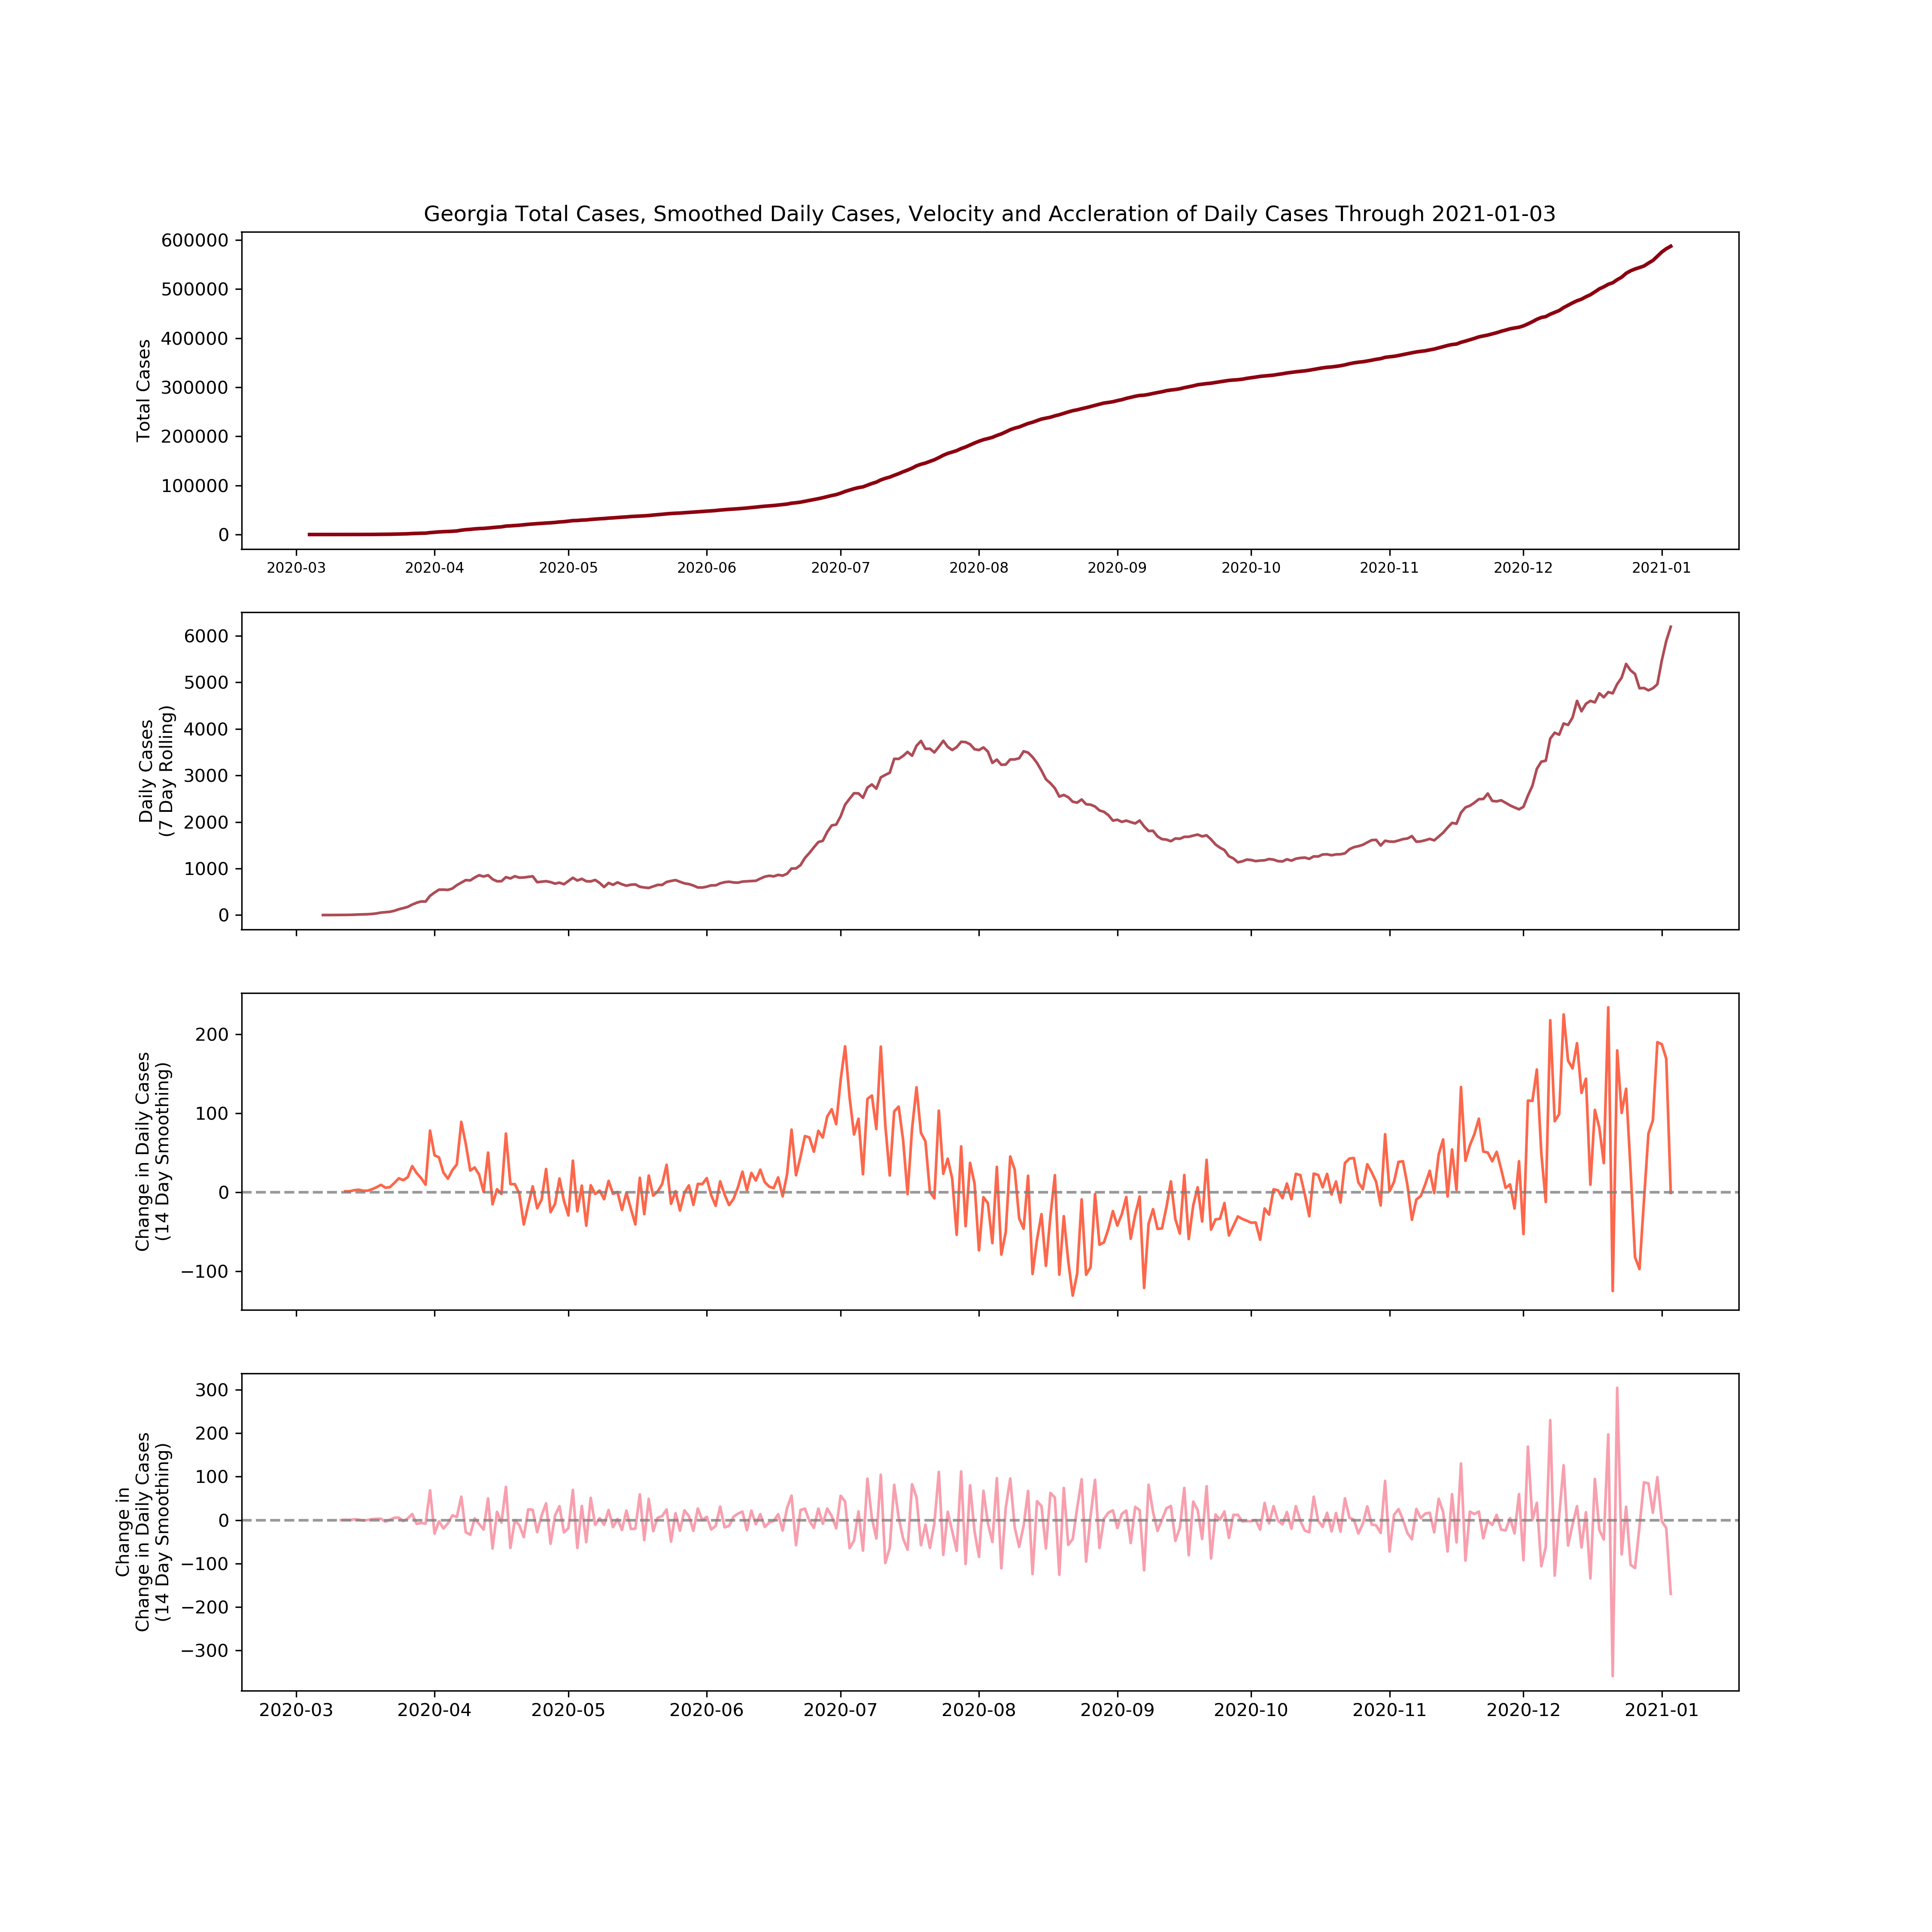 Georgia Total Cases, Smoothed Daily Cases, Velocity and Accleration of Daily Cases Through 2021-01-03
Total Cases
600000
500000
400000
300000
200000
100000
0
2020-03 2020-04 2020-05 2020-06 2020-07 2020-08 2020-09 2020-10 2020-11 2020-12 2021-01
Daily Cases
(7 Day Rolling)
6000
5000
4000
3000
2000
1000
0
Change in Daily Cases
(14 Day Smoothing)
200
100
0
−100
Change in
Change in Daily Cases
(14 Day Smoothing)
300
200
100
0
−100
−200
−300
2020-03 2020-04 2020-05 2020-06 2020-07 2020-08 2020-09 2020-10 2020-11 2020-12 2021-01